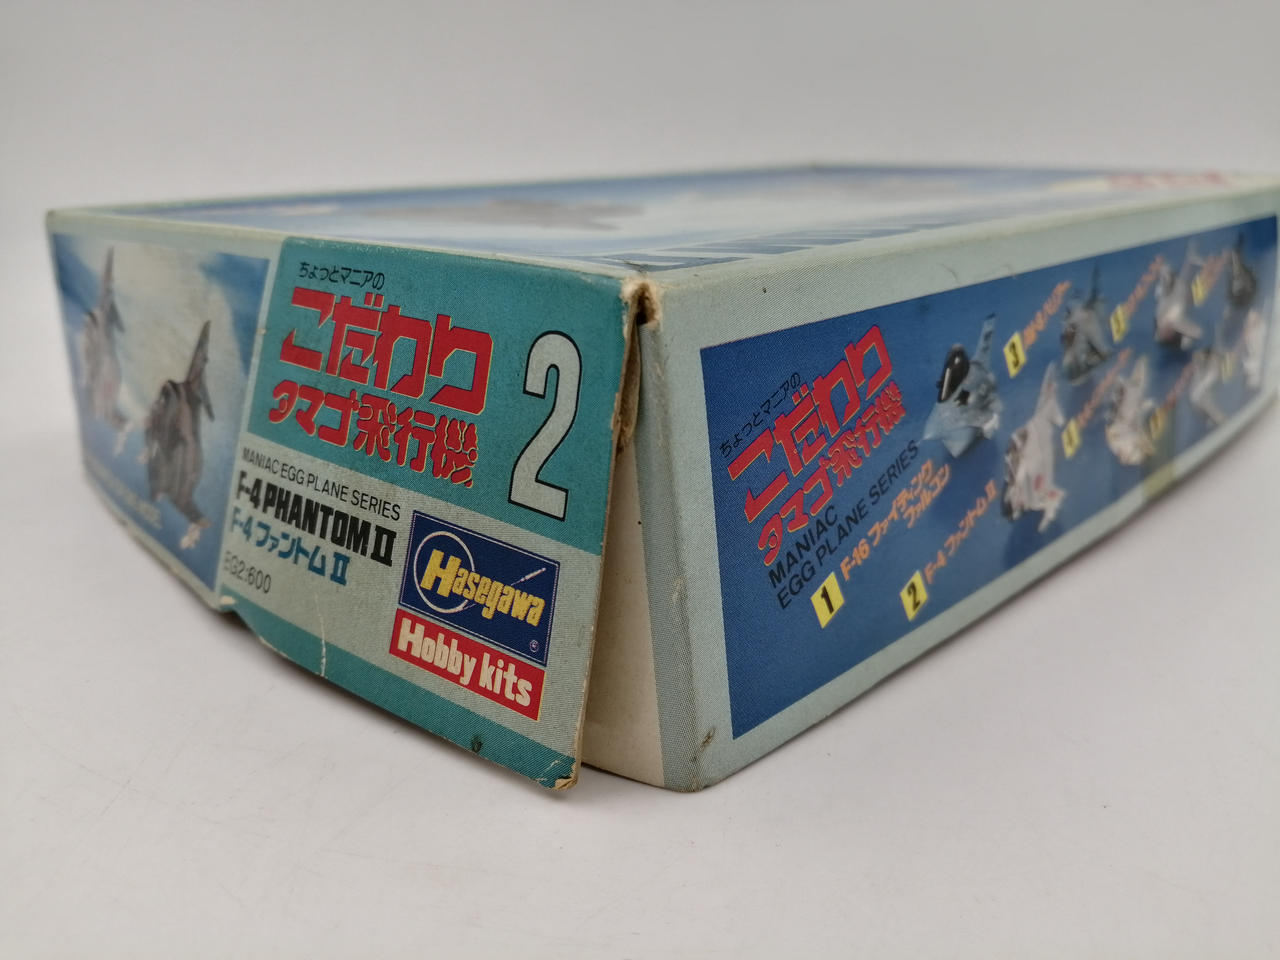 ちょっとマニアの
こだわり
タマゴ飛行機
2
MANIAC EGG PLANE SERIES
F-4 PHANTOM II
F-4 ファントム II
EG2:600
Hasegawa
®
Hobby kits
ちょっとマニアの
こだわり
タマゴ飛行機
MANIAC
EGG PLANE SERIES
1
F-16 ファイティング
ファルコン
2
F-4 ファントム II
3
4